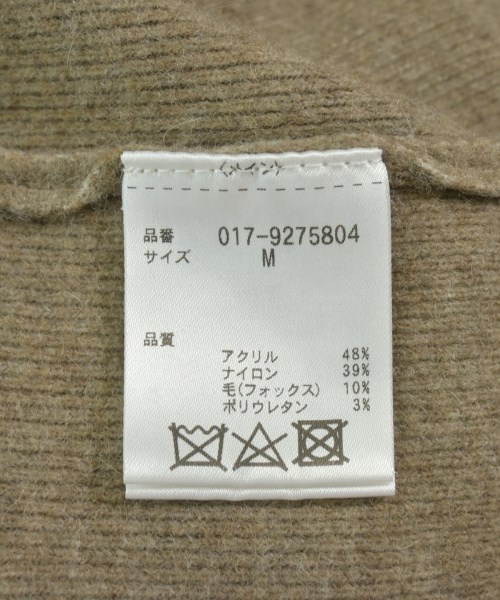 品番 017-9275804
サイズ M
品質
アクリル 48%
ナイロン 39%
毛(フォックス) 10%
ポリウレタン 3%